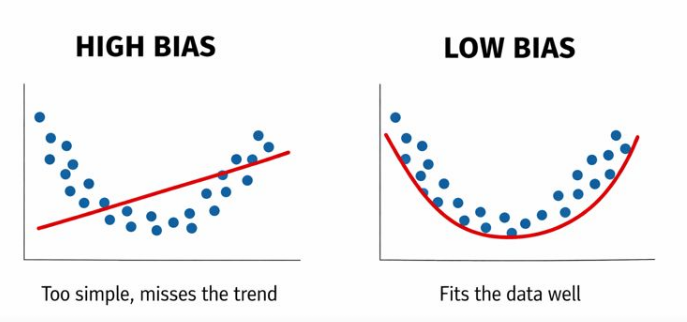 HIGH BIAS
LOW BIAS
Too simple, misses the trend
Fits the data well